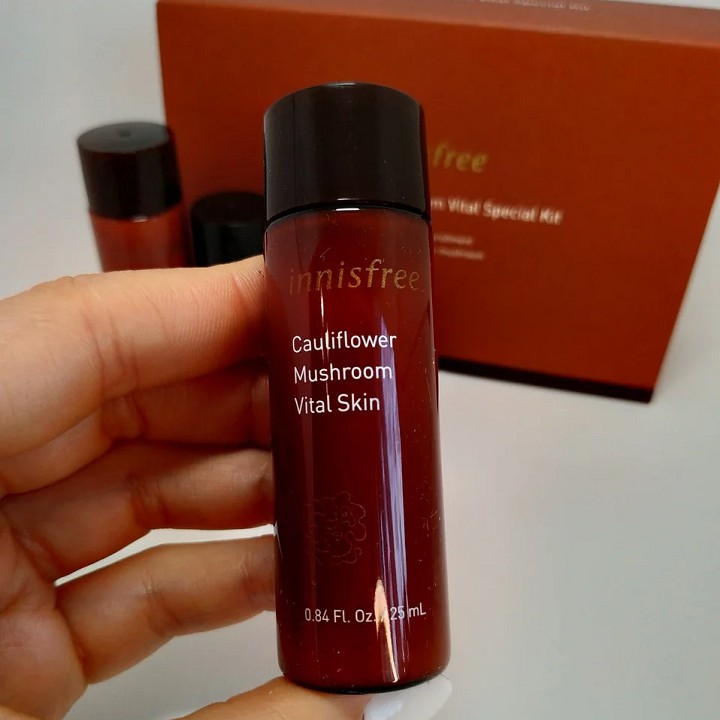 innisfree
Cauliflower
Mushroom
Vital Skin
0.84 Fl. Oz. / 25 mL
free
m Vital Special Kit